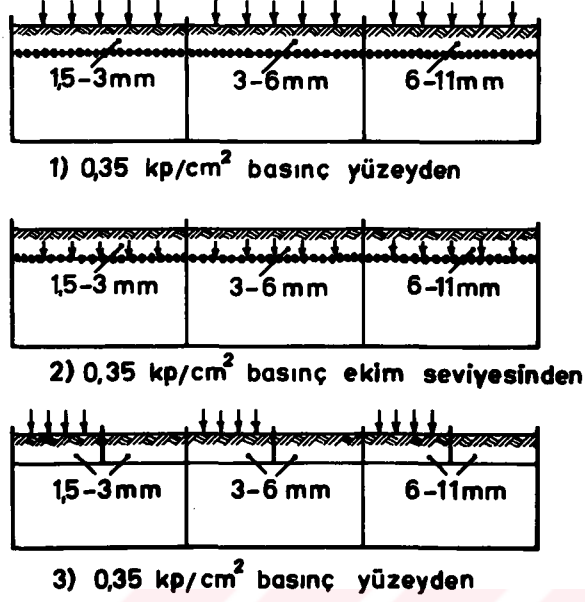 1,5-3mm 3-6mm 6-11mm
1) 0,35 kp/cm² basınç yüzeyden
1,5-3 mm 3-6 mm 6-11mm
2) 0,35 kp/cm² basınç ekim seviyesinden
1,5-3mm 3-6 mm 6-11mm
3) 0,35 kp/cm² basınç yüzeyden